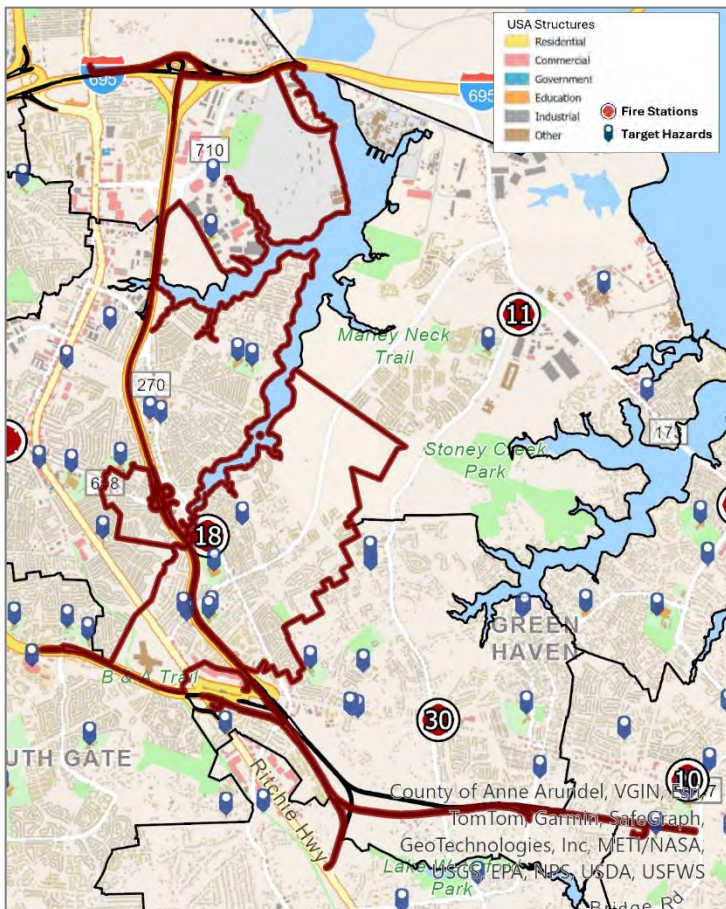 USA Structures
Residential
Commercial
Government
Education
Industrial
Other
Fire Stations
Target Hazards
695
695
710
11
Marley Neck
Trail
270
Stoney Creek
Park
173
18
GREEN
HAVEN
B & A Trail
30
UTH GATE
Ritchie Hwy
10
County of Anne Arundel, VGIN, Esri,
TomTom, Garmin, SafeGraph,
GeoTechnologies, Inc, METI/NASA,
USGS, EPA, NPS, USDA, USFWS
Park
Bridge Rd